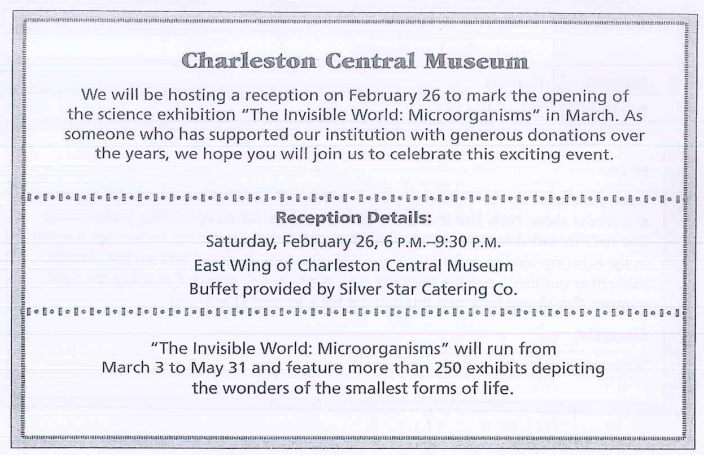 Charleston Central Museum
We will be hosting a reception on February 26 to mark the opening of
the science exhibition "The Invisible World: Microorganisms" in March. As
someone who has supported our institution with generous donations over
the years, we hope you will join us to celebrate this exciting event.
Reception Details:
Saturday, February 26, 6 P.M.–9:30 P.M.
East Wing of Charleston Central Museum
Buffet provided by Silver Star Catering Co.
"The Invisible World: Microorganisms" will run from
March 3 to May 31 and feature more than 250 exhibits depicting
the wonders of the smallest forms of life.